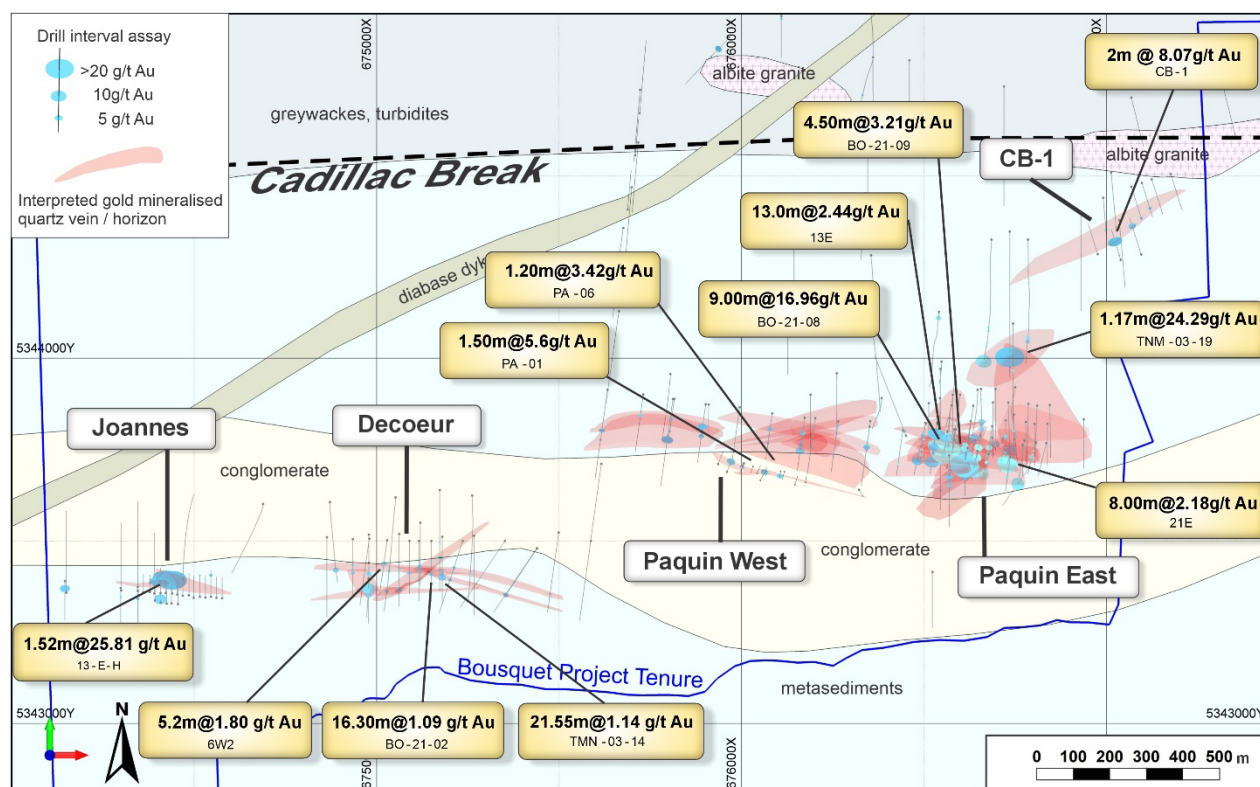 Drill interval assay
>20 g/t Au
10g/t Au
5 g/t Au
Interpreted gold mineralised
quartz vein / horizon
675000X
676000X
albite granite
greywackes, turbidites
Cadillac Break
diabase dyk
2m @ 8.07g/t Au
CB-1
4.50m@3.21g/t Au
BO-21-09
CB-1
albite granite
13.0m@2.44g/t Au
13E
1.20m@3.42g/t Au
PA-06
9.00m@16.96g/t Au
BO-21-08
1.50m@5.6g/t Au
PA-01
1.17m@24.29g/t Au
TNM-03-19
5344000Y
Joannes
Decoeur
conglomerate
8.00m@2.18g/t Au
21E
Paquin West
conglomerate
Paquin East
1.52m@25.81 g/t Au
13-E-H
Bousquet Project Tenure
metasediments
5343000Y
5343000Y
N
5.2m@1.80 g/t Au
6W2
16.30m@1.09 g/t Au
BO-21-02
21.55m@1.14 g/t Au
TMN-03-14
676000X
0 100 200 300 400 500 m